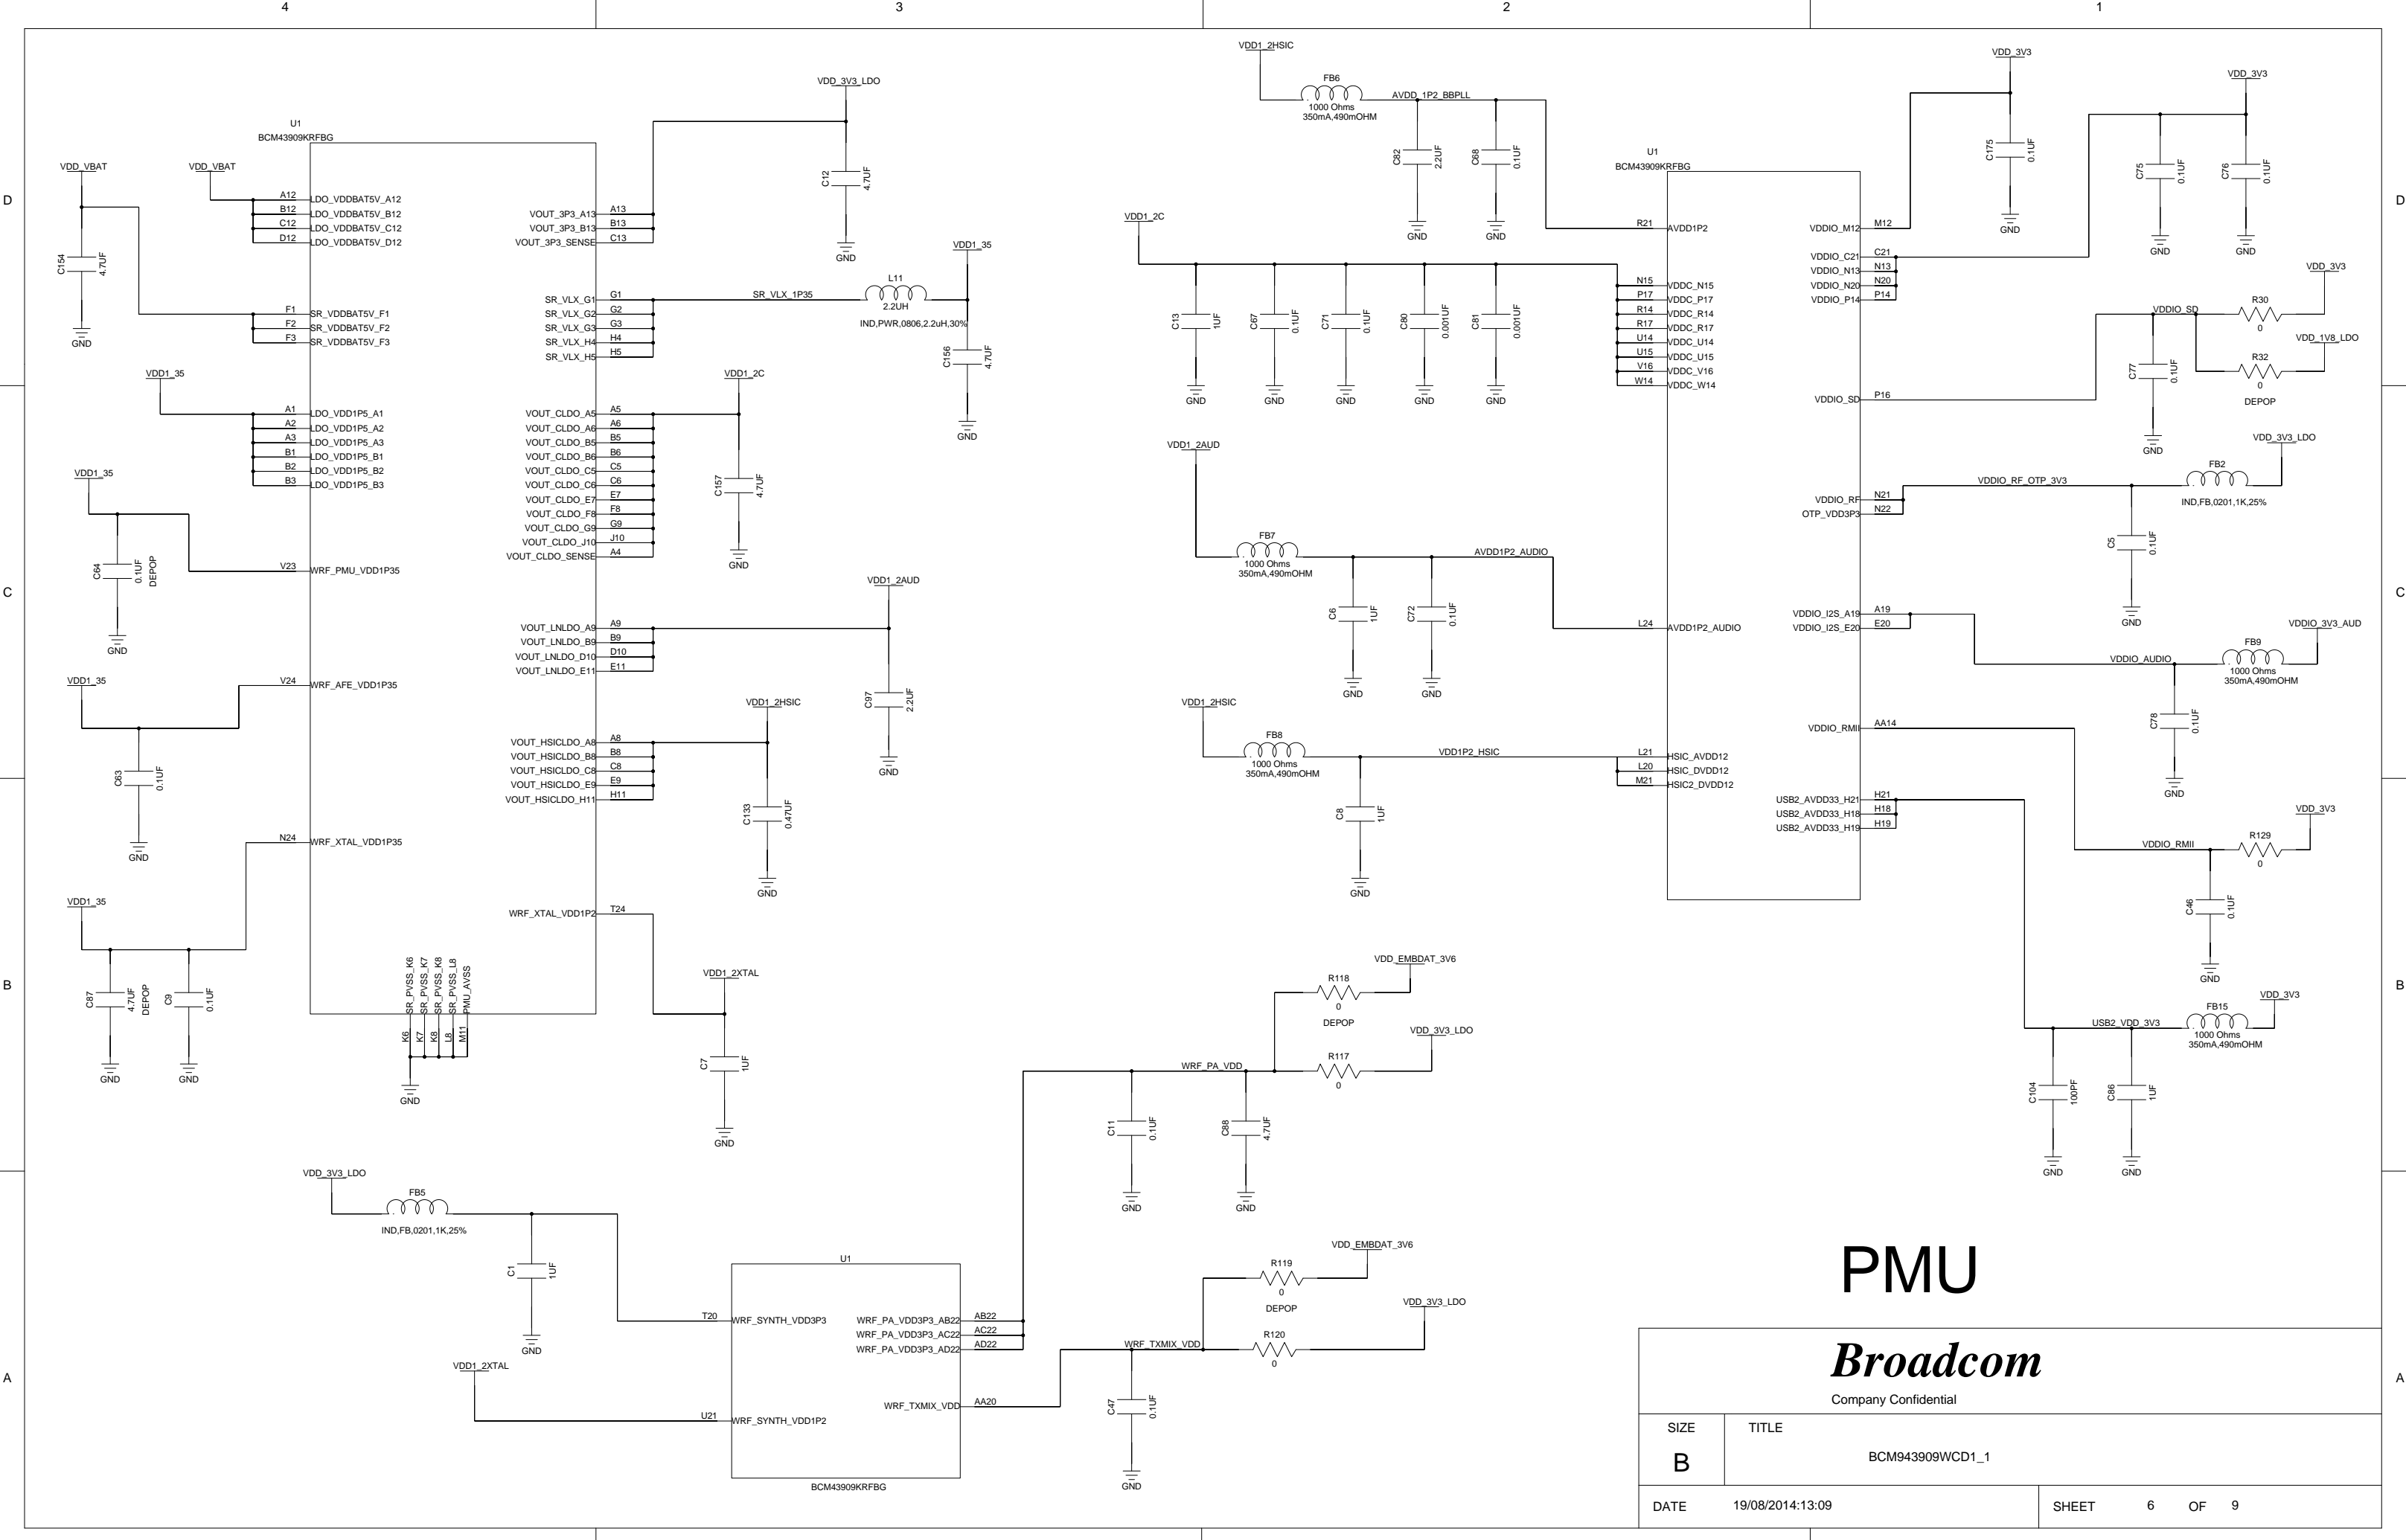 4
3
2
1
D
C
B
A
D
C
B
A
U1
BCM43909KRFBG
VDD_VBAT
C154
4.7UF
GND
VDD_VBAT
A12 LDO_VDDBAT5V_A12
B12 LDO_VDDBAT5V_B12
C12 LDO_VDDBAT5V_C12
D12 LDO_VDDBAT5V_D12
F1 SR_VDDBAT5V_F1
F2 SR_VDDBAT5V_F2
F3 SR_VDDBAT5V_F3
VDD1_35
A1 LDO_VDD1P5_A1
A2 LDO_VDD1P5_A2
A3 LDO_VDD1P5_A3
B1 LDO_VDD1P5_B1
B2 LDO_VDD1P5_B2
B3 LDO_VDD1P5_B3
VDD1_35
C64
0.1UF
DEPOP
GND
V23 WRF_PMU_VDD1P35
VDD1_35
V24 WRF_AFE_VDD1P35
C63
0.1UF
GND
N24 WRF_XTAL_VDD1P35
VDD1_35
C87
4.7UF
DEPOP
GND
C9
0.1UF
GND
SR_PVSS_K6
SR_PVSS_K7
SR_PVSS_K8
SR_PVSS_L8
PMU_AVSS
K6
K7
K8
L8
M11
GND
VDD_3V3_LDO
C12
4.7UF
GND
VOUT_3P3_A13 A13
VOUT_3P3_B13 B13
VOUT_3P3_SENSE C13
SR_VLX_G1 G1
SR_VLX_G2 G2
SR_VLX_G3 G3
SR_VLX_H4 H4
SR_VLX_H5 H5
SR_VLX_1P35
L11
2.2UH
IND,PWR,0806,2.2uH,30%
VDD1_35
C156
4.7UF
GND
VDD1_2C
C157
4.7UF
GND
VOUT_CLDO_A5 A5
VOUT_CLDO_A6 A6
VOUT_CLDO_B5 B5
VOUT_CLDO_B6 B6
VOUT_CLDO_C5 C5
VOUT_CLDO_C6 C6
VOUT_CLDO_E7 E7
VOUT_CLDO_F8 F8
VOUT_CLDO_G9 G9
VOUT_CLDO_J10 J10
VOUT_CLDO_SENSE A4
VDD1_2AUD
C97
2.2UF
GND
VOUT_LNLDO_A9 A9
VOUT_LNLDO_B9 B9
VOUT_LNLDO_D10 D10
VOUT_LNLDO_E11 E11
VDD1_2HSIC
C133
0.47UF
GND
VOUT_HSICLDO_A8 A8
VOUT_HSICLDO_B8 B8
VOUT_HSICLDO_C8 C8
VOUT_HSICLDO_E9 E9
VOUT_HSICLDO_H11 H11
WRF_XTAL_VDD1P2 T24
VDD1_2XTAL
C7
1UF
GND
VDD_3V3_LDO
FB5
IND,FB,0201,1K,25%
C1
1UF
GND
VDD1_2XTAL
U1
T20 WRF_SYNTH_VDD3P3
U21 WRF_SYNTH_VDD1P2
WRF_PA_VDD3P3_AB22 AB22
WRF_PA_VDD3P3_AC22 AC22
WRF_PA_VDD3P3_AD22 AD22
WRF_TXMIX_VDD AA20
BCM43909KRFBG
VDD_EMBDAT_3V6
R118
0
DEPOP
VDD_3V3_LDO
R117
0
WRF_PA_VDD
C11
0.1UF
GND
C88
4.7UF
GND
VDD_EMBDAT_3V6
R119
0
DEPOP
VDD_3V3_LDO
R120
0
WRF_TXMIX_VDD
C47
0.1UF
GND
VDD1_2HSIC
FB6
1000 Ohms
350mA,490mOHM
AVDD_1P2_BBPLL
C82
2.2UF
GND
C68
0.1UF
GND
U1
BCM43909KRFBG
R21 AVDD1P2
VDD1_2C
C13
1UF
GND
C67
0.1UF
GND
C71
0.1UF
GND
C80
0.001UF
GND
C81
0.001UF
GND
N15 VDDC_N15
P17 VDDC_P17
R14 VDDC_R14
R17 VDDC_R17
U14 VDDC_U14
U15 VDDC_U15
V16 VDDC_V16
W14 VDDC_W14
VDD1_2AUD
FB7
1000 Ohms
350mA,490mOHM
AVDD1P2_AUDIO
C6
1UF
GND
C72
0.1UF
GND
L24 AVDD1P2_AUDIO
VDD1_2HSIC
FB8
1000 Ohms
350mA,490mOHM
VDD1P2_HSIC
C8
1UF
GND
L21 HSIC_AVDD12
L20 HSIC_DVDD12
M21 HSIC2_DVDD12
VDD_3V3
C175
0.1UF
GND
VDD_3V3
C75
0.1UF
GND
C76
0.1UF
GND
VDDIO_M12 M12
VDDIO_C21 C21
VDDIO_N13 N13
VDDIO_N20 N20
VDDIO_P14 P14
VDD_3V3
R30
0
VDDIO_SD
VDD_1V8_LDO
R32
0
DEPOP
C77
0.1UF
GND
VDDIO_SD P16
VDD_3V3_LDO
FB2
IND,FB,0201,1K,25%
VDDIO_RF_OTP_3V3
C5
0.1UF
GND
VDDIO_RF N21
OTP_VDD3P3 N22
VDDIO_I2S_A19 A19
VDDIO_I2S_E20 E20
VDDIO_3V3_AUD
FB9
1000 Ohms
350mA,490mOHM
VDDIO_AUDIO
C78
0.1UF
GND
VDDIO_RMII AA14
VDD_3V3
R129
0
VDDIO_RMII
C46
0.1UF
GND
USB2_AVDD33_H21 H21
USB2_AVDD33_H18 H18
USB2_AVDD33_H19 H19
VDD_3V3
FB15
1000 Ohms
350mA,490mOHM
USB2_VDD_3V3
C104
100PF
GND
C86
1UF
GND
PMU
Broadcom
Company Confidential
SIZE
B
TITLE
BCM943909WCD1_1
DATE 19/08/2014:13:09
SHEET 6 OF 9